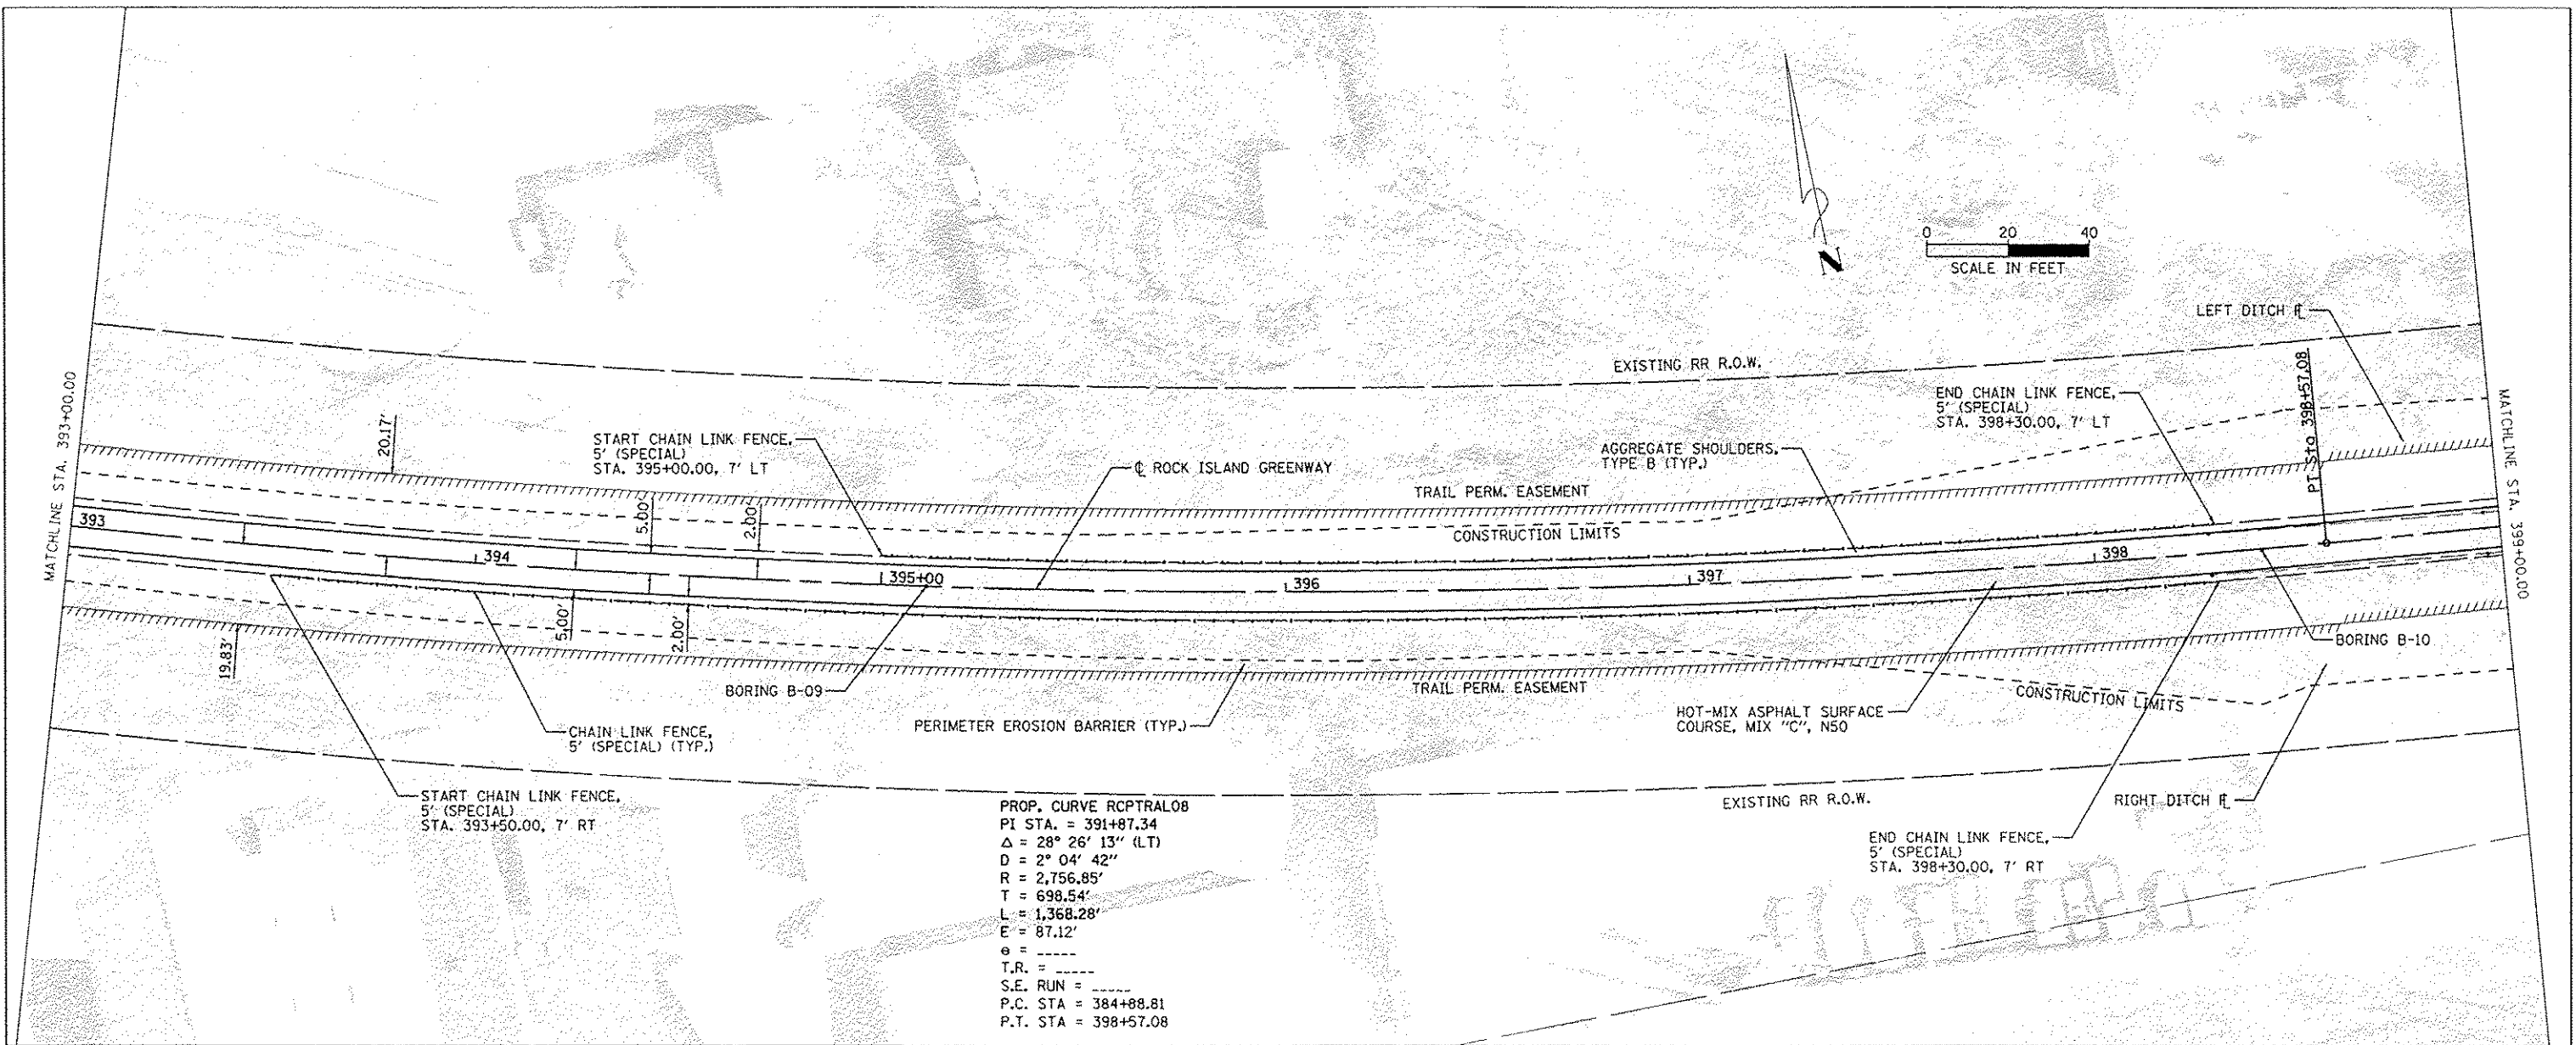 N
0 20 40
SCALE IN FEET
LEFT DITCH ⅊
EXISTING RR R.O.W.
PT Sta 398+57.08
MATCHLINE STA. 393+00.00
MATCHLINE STA. 399+00.00
END CHAIN LINK FENCE,
5' (SPECIAL)
STA. 398+30.00, 7' LT
20.17'
START CHAIN LINK FENCE,
5' (SPECIAL)
STA. 395+00.00, 7' LT
℄ ROCK ISLAND GREENWAY
AGGREGATE SHOULDERS,
TYPE B (TYP.)
TRAIL PERM. EASEMENT
CONSTRUCTION LIMITS
5.00'
2.00'
393
394
395+00
396
397
398
5.00'
2.00'
19.83'
BORING B-09
BORING B-10
TRAIL PERM. EASEMENT
CONSTRUCTION LIMITS
PERIMETER EROSION BARRIER (TYP.)
HOT-MIX ASPHALT SURFACE
COURSE, MIX "C", N50
CHAIN LINK FENCE,
5' (SPECIAL) (TYP.)
START CHAIN LINK FENCE,
5' (SPECIAL)
STA. 393+50.00, 7' RT
EXISTING RR R.O.W.
RIGHT DITCH ⅊
END CHAIN LINK FENCE,
5' (SPECIAL)
STA. 398+30.00, 7' RT
PROP. CURVE RCPTRAL08
PI STA. = 391+87.34
Δ = 28° 26' 13" (LT)
D = 2° 04' 42"
R = 2,756.85'
T = 698.54'
L = 1,368.28'
E = 87.12'
e = -----
T.R. = -----
S.E. RUN = -----
P.C. STA = 384+88.81
P.T. STA = 398+57.08